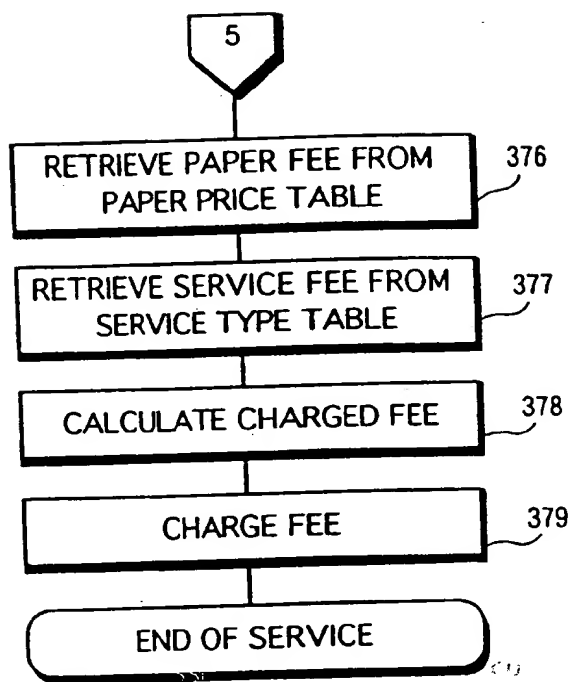 5
RETRIEVE PAPER FEE FROM
PAPER PRICE TABLE
376
RETRIEVE SERVICE FEE FROM
SERVICE TYPE TABLE
377
CALCULATE CHARGED FEE
378
CHARGE FEE
379
END OF SERVICE